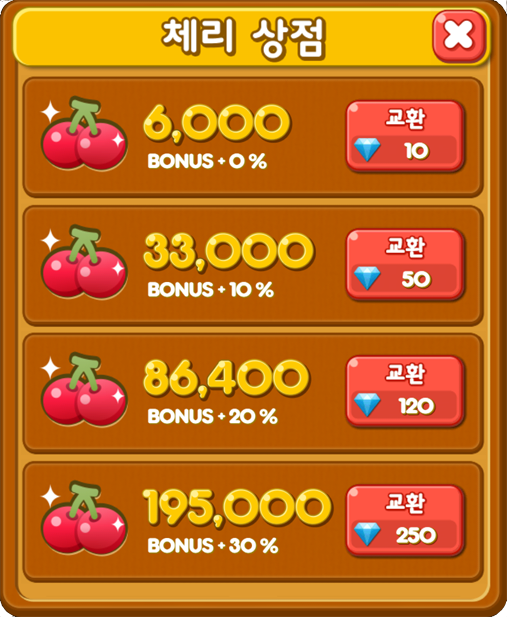 체리 상점
6,000
BONUS + 0 %
교환
10
33,000
BONUS + 10 %
교환
50
86,400
BONUS + 20 %
교환
120
195,000
BONUS + 30 %
교환
250